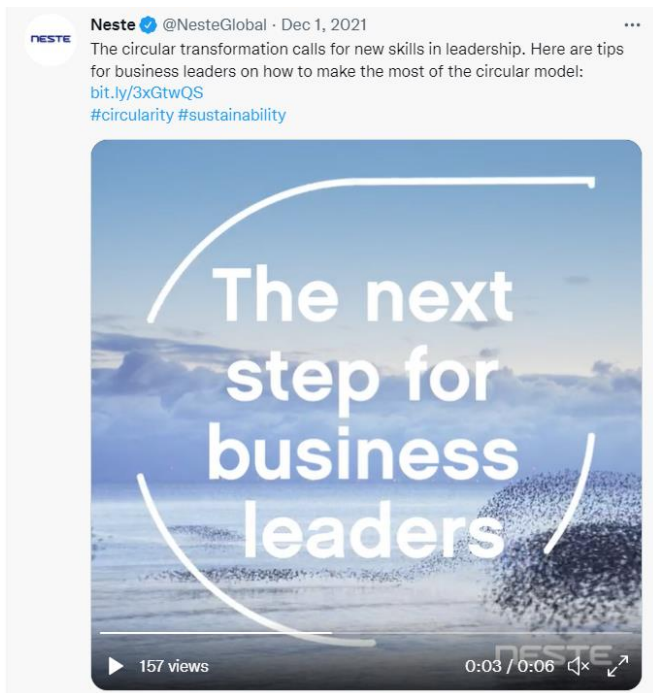 NESTE
Neste @NesteGlobal · Dec 1, 2021
The circular transformation calls for new skills in leadership. Here are tips
for business leaders on how to make the most of the circular model:
bit.ly/3xGtwQS
#circularity #sustainability
The next
step for
business
leaders
NESTE
157 views
0:03 / 0:06